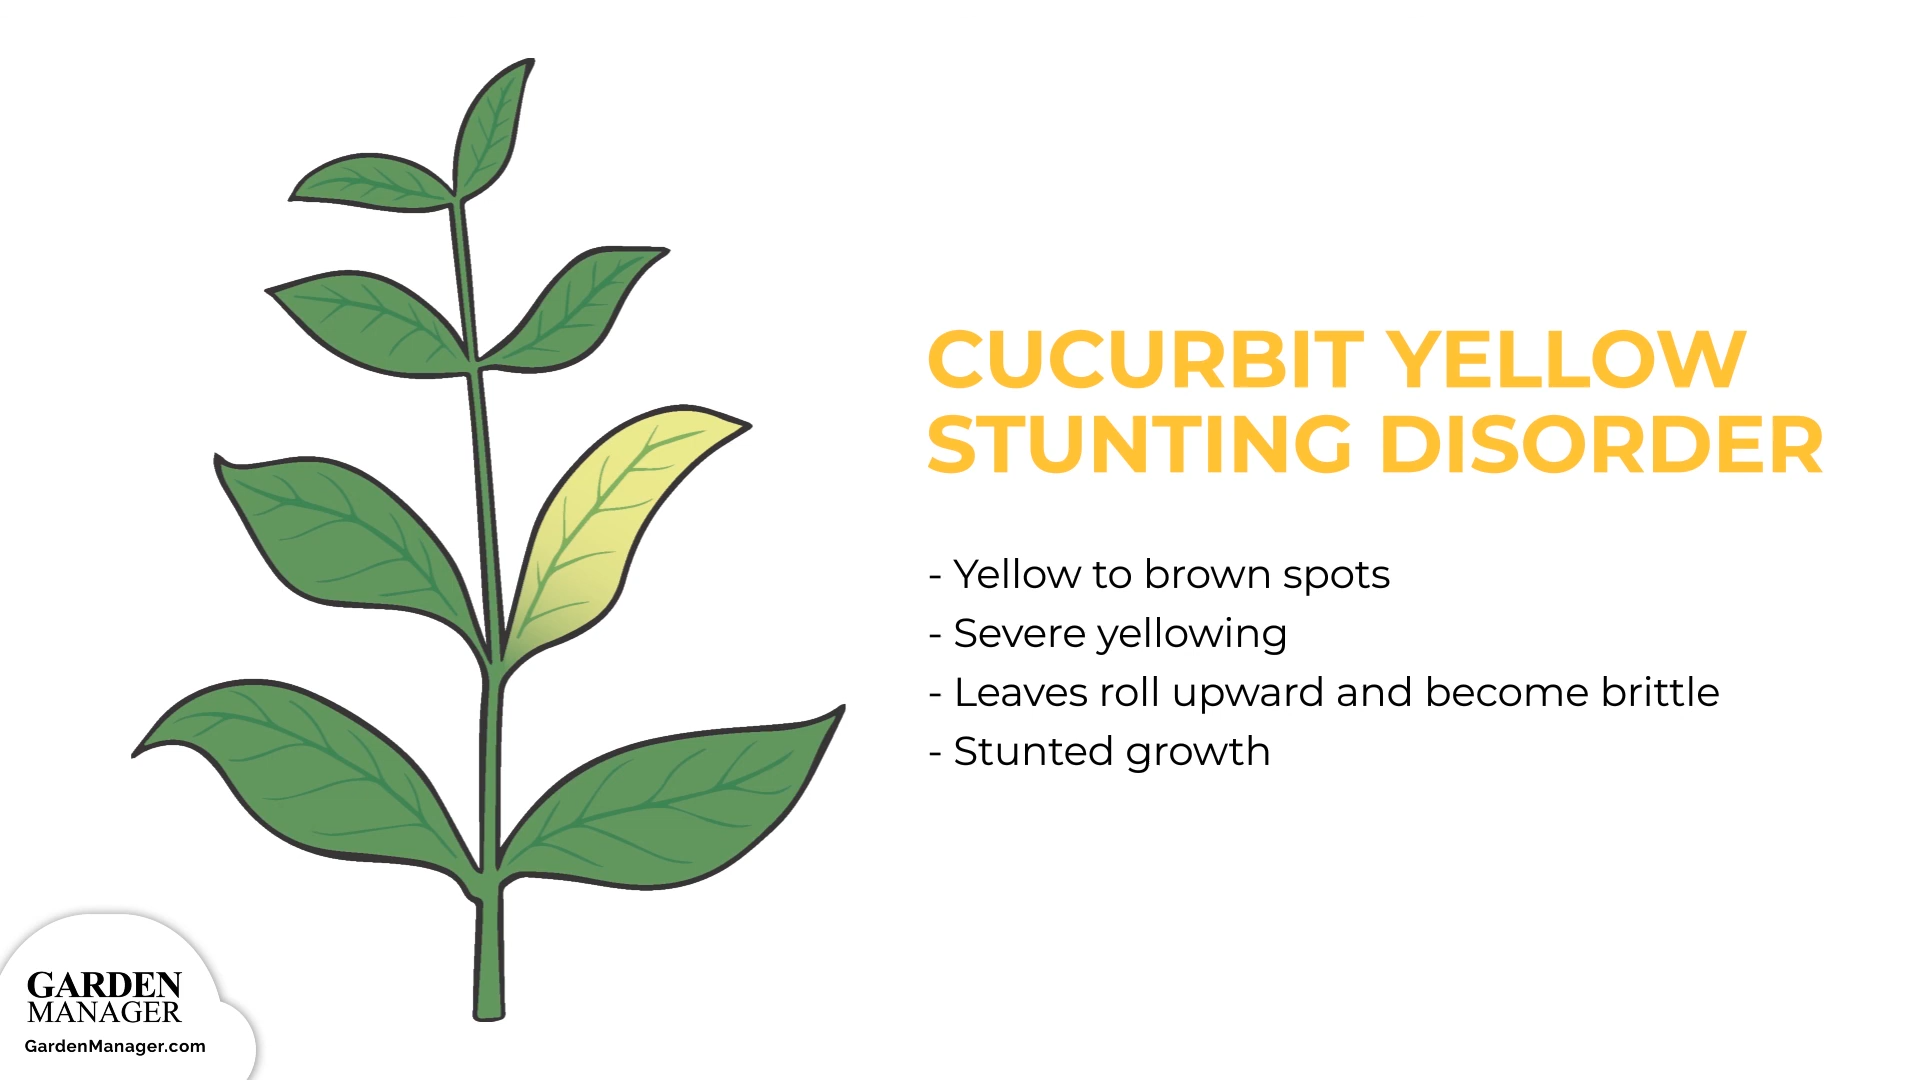 CUCURBIT YELLOW
STUNTING DISORDER
- Yellow to brown spots
- Severe yellowing
- Leaves roll upward and become brittle
- Stunted growth
GARDEN
MANAGER
GardenManager.com